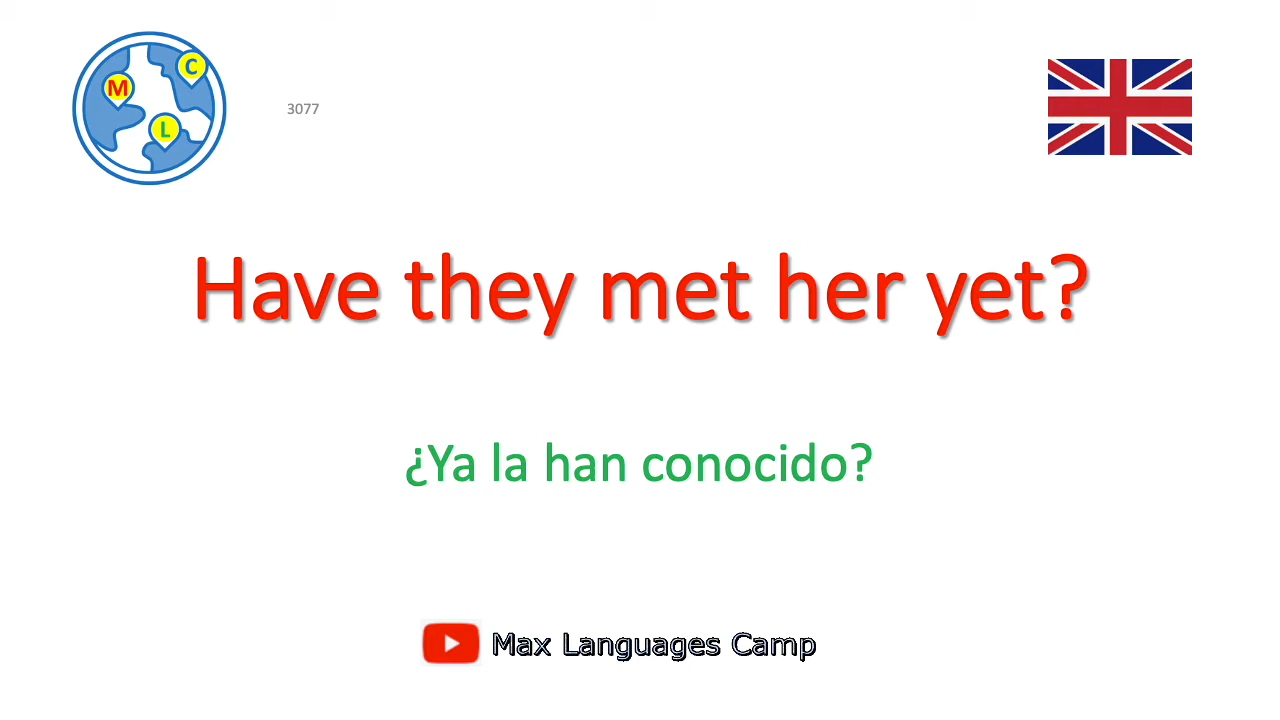 M
C
L
3077
Have they met her yet?
¿Ya la han conocido?
Max Languages Camp